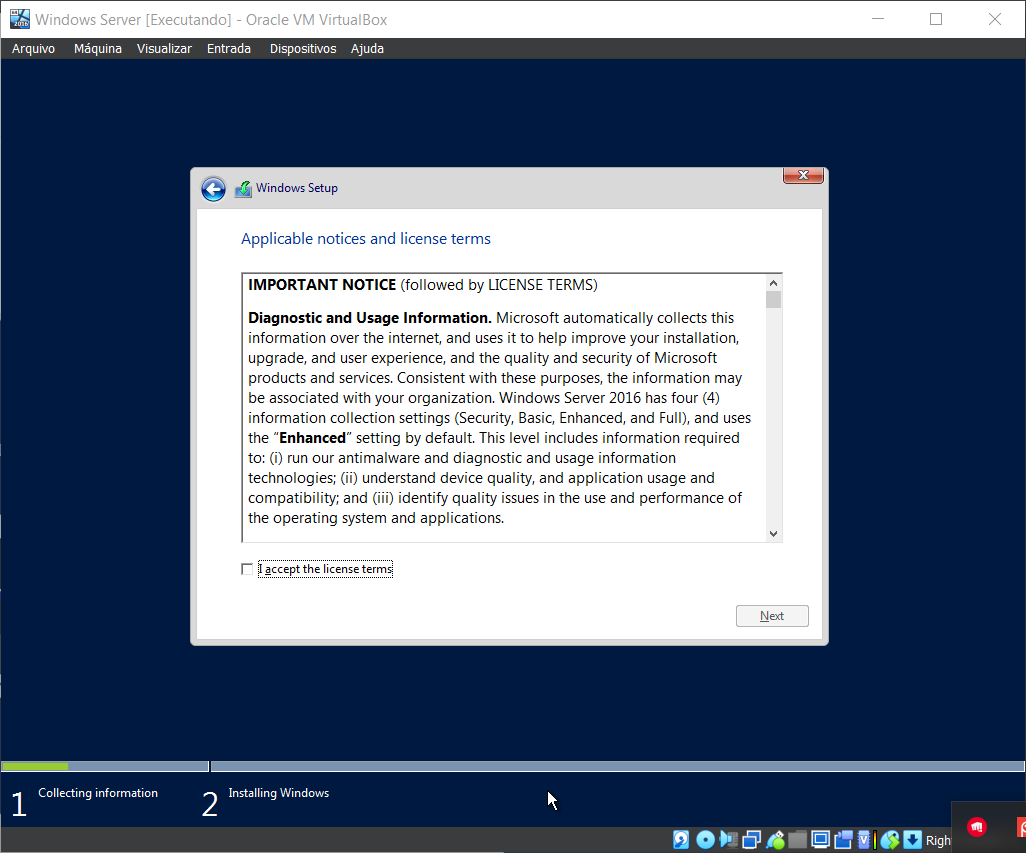 Windows Server [Executando] - Oracle VM VirtualBox
Arquivo Máquina Visualizar Entrada Dispositivos Ajuda
Windows Setup
Applicable notices and license terms
IMPORTANT NOTICE (followed by LICENSE TERMS)
Diagnostic and Usage Information. Microsoft automatically collects this
information over the internet, and uses it to help improve your installation,
upgrade, and user experience, and the quality and security of Microsoft
products and services. Consistent with these purposes, the information may
be associated with your organization. Windows Server 2016 has four (4)
information collection settings (Security, Basic, Enhanced, and Full), and uses
the “Enhanced” setting by default. This level includes information required
to: (i) run our antimalware and diagnostic and usage information
technologies; (ii) understand device quality, and application usage and
compatibility; and (iii) identify quality issues in the use and performance of
the operating system and applications.
I accept the license terms
Next
1 Collecting information
2 Installing Windows
Righ